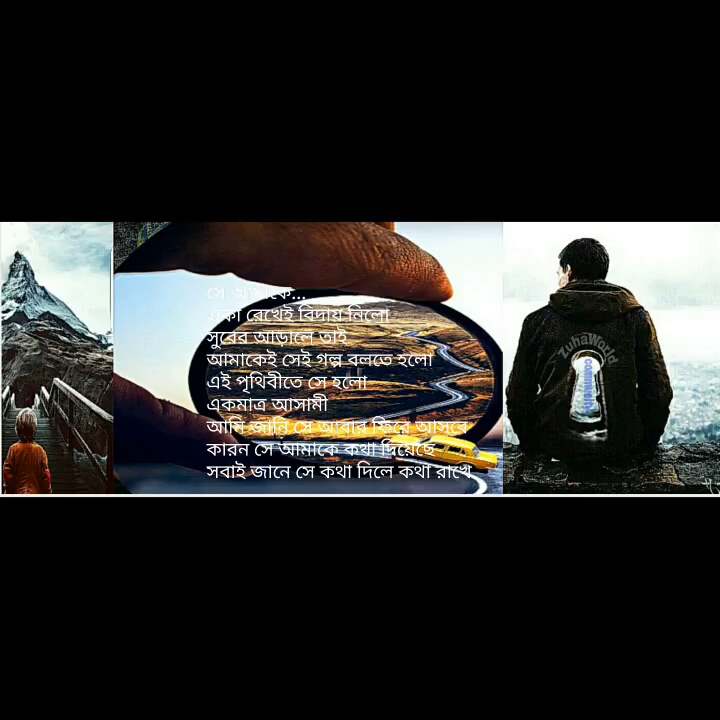 সে আমাকে...
একা রেখেই বিদায় নিলো
সুরের আড়ালে তাই
আমাকেই সেই গল্প বলতে হলো
এই পৃথিবীতে সে হলো
একমাত্র আসামী
আমি জানি সে আবার ফিরে আসবে
কারন সে আমাকে কথা দিয়েছে
সবাই জানে সে কথা দিলে কথা রাখে
ZuhaWorld